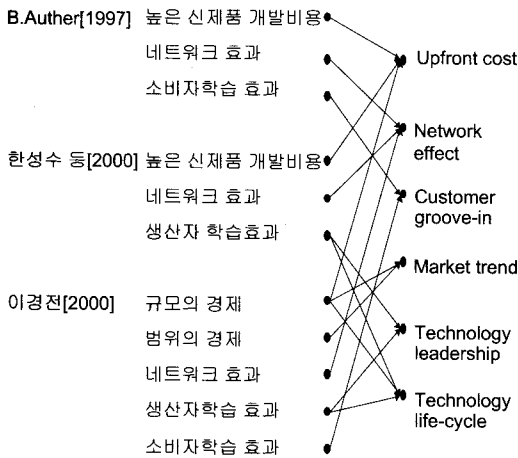 B.Auther[1997] 높은 신제품 개발비용
네트워크 효과
소비자학습 효과
한성수 등[2000] 높은 신제품 개발비용
네트워크 효과
생산자 학습효과
이경전[2000] 규모의 경제
범위의 경제
네트워크 효과
생산자학습 효과
소비자학습 효과
Upfront cost
Network
effect
Customer
groove-in
Market trend
Technology
leadership
Technology
life-cycle